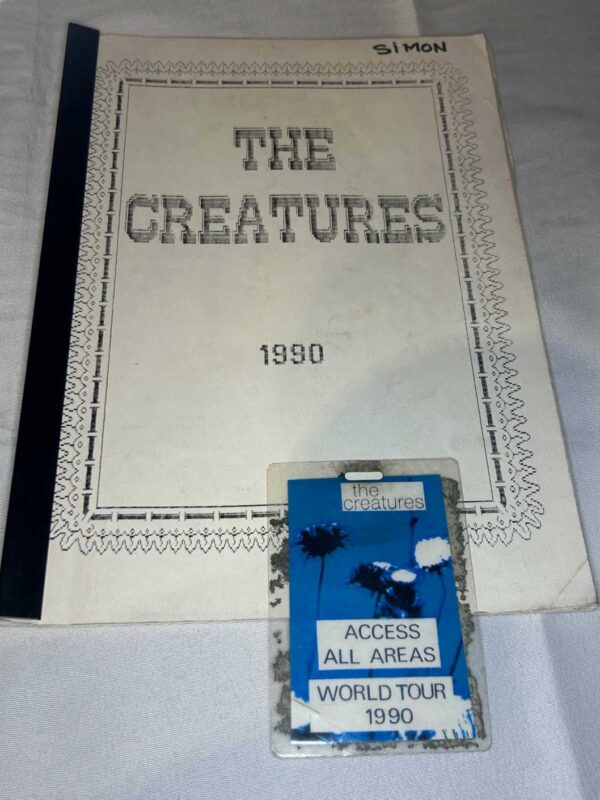 SIMON
THE
CREATURES
1990
the
creatures
ACCESS
ALL AREAS
WORLD TOUR
1990